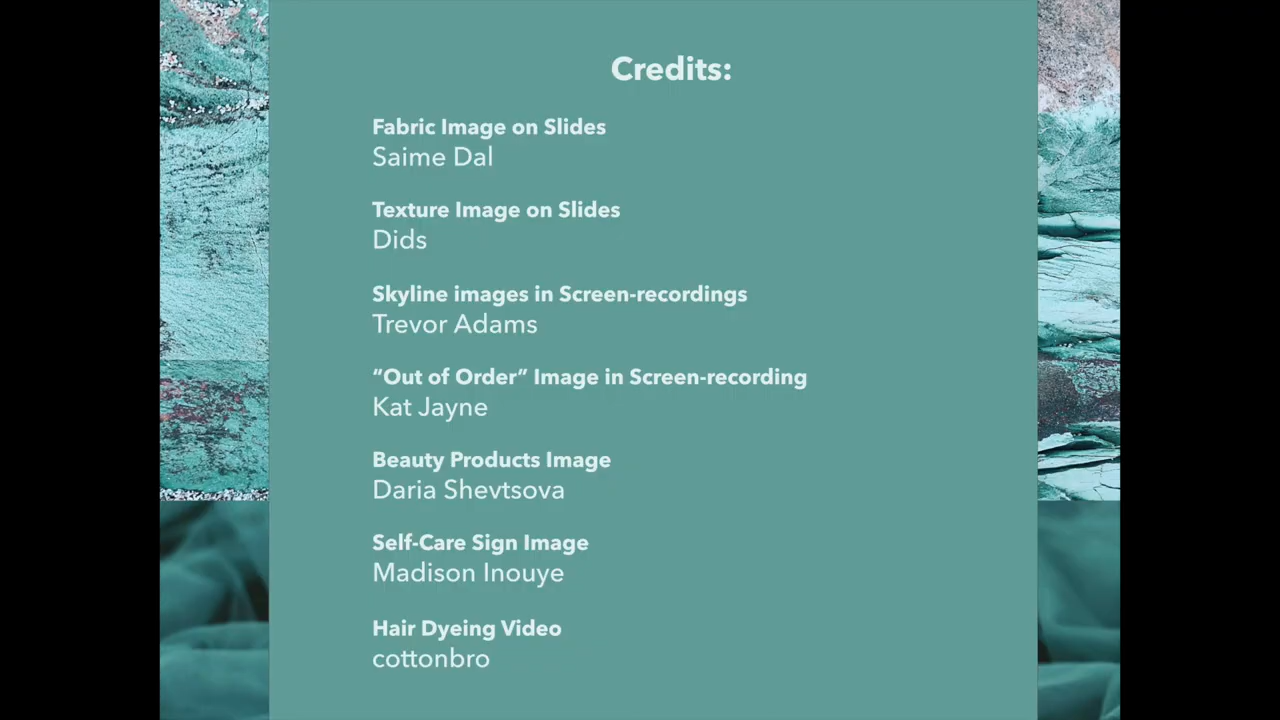 Credits:
Fabric Image on Slides
Saime Dal
Texture Image on Slides
Dids
Skyline images in Screen-recordings
Trevor Adams
“Out of Order” Image in Screen-recording
Kat Jayne
Beauty Products Image
Daria Shevtsova
Self-Care Sign Image
Madison Inouye
Hair Dyeing Video
cottonbro